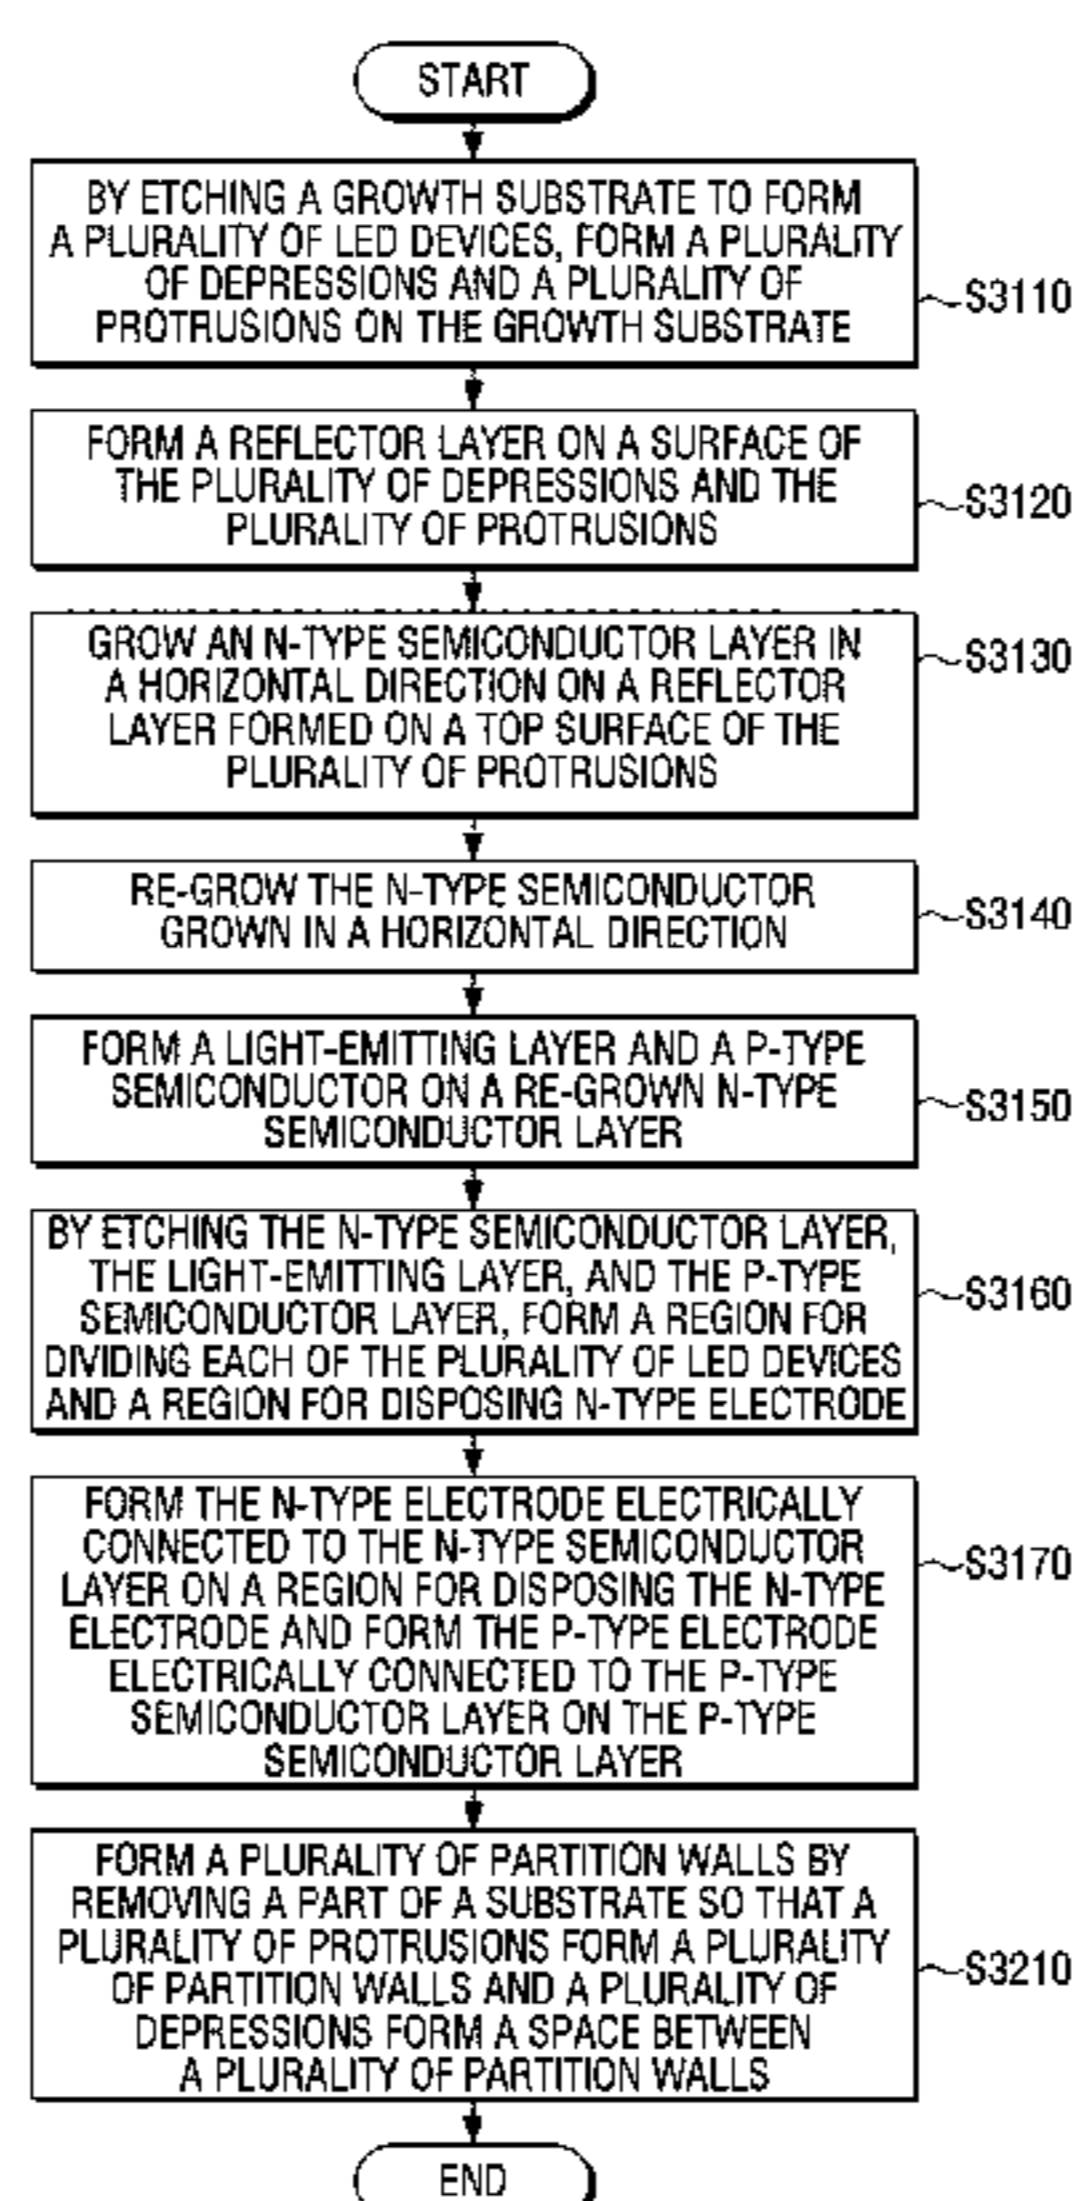 START
BY ETCHING A GROWTH SUBSTRATE TO FORM
A PLURALITY OF LED DEVICES, FORM A PLURALITY
OF DEPRESSIONS AND A PLURALITY OF
PROTRUSIONS ON THE GROWTH SUBSTRATE
S3110
FORM A REFLECTOR LAYER ON A SURFACE OF
THE PLURALITY OF DEPRESSIONS AND THE
PLURALITY OF PROTRUSIONS
S3120
GROW AN N-TYPE SEMICONDUCTOR LAYER IN
A HORIZONTAL DIRECTION ON A REFLECTOR
LAYER FORMED ON A TOP SURFACE OF THE
PLURALITY OF PROTRUSIONS
S3130
RE-GROW THE N-TYPE SEMICONDUCTOR
GROWN IN A HORIZONTAL DIRECTION
S3140
FORM A LIGHT-EMITTING LAYER AND A P-TYPE
SEMICONDUCTOR ON A RE-GROWN N-TYPE
SEMICONDUCTOR LAYER
S3150
BY ETCHING THE N-TYPE SEMICONDUCTOR LAYER,
THE LIGHT-EMITTING LAYER, AND THE P-TYPE
SEMICONDUCTOR LAYER, FORM A REGION FOR
DIVIDING EACH OF THE PLURALITY OF LED DEVICES
AND A REGION FOR DISPOSING N-TYPE ELECTRODE
S3160
FORM THE N-TYPE ELECTRODE ELECTRICALLY
CONNECTED TO THE N-TYPE SEMICONDUCTOR
LAYER ON A REGION FOR DISPOSING THE N-TYPE
ELECTRODE AND FORM THE P-TYPE ELECTRODE
ELECTRICALLY CONNECTED TO THE P-TYPE
SEMICONDUCTOR LAYER ON THE P-TYPE
SEMICONDUCTOR LAYER
S3170
FORM A PLURALITY OF PARTITION WALLS BY
REMOVING A PART OF A SUBSTRATE SO THAT A
PLURALITY OF PROTRUSIONS FORM A PLURALITY
OF PARTITION WALLS AND A PLURALITY OF
DEPRESSIONS FORM A SPACE BETWEEN
A PLURALITY OF PARTITION WALLS
S3210
END